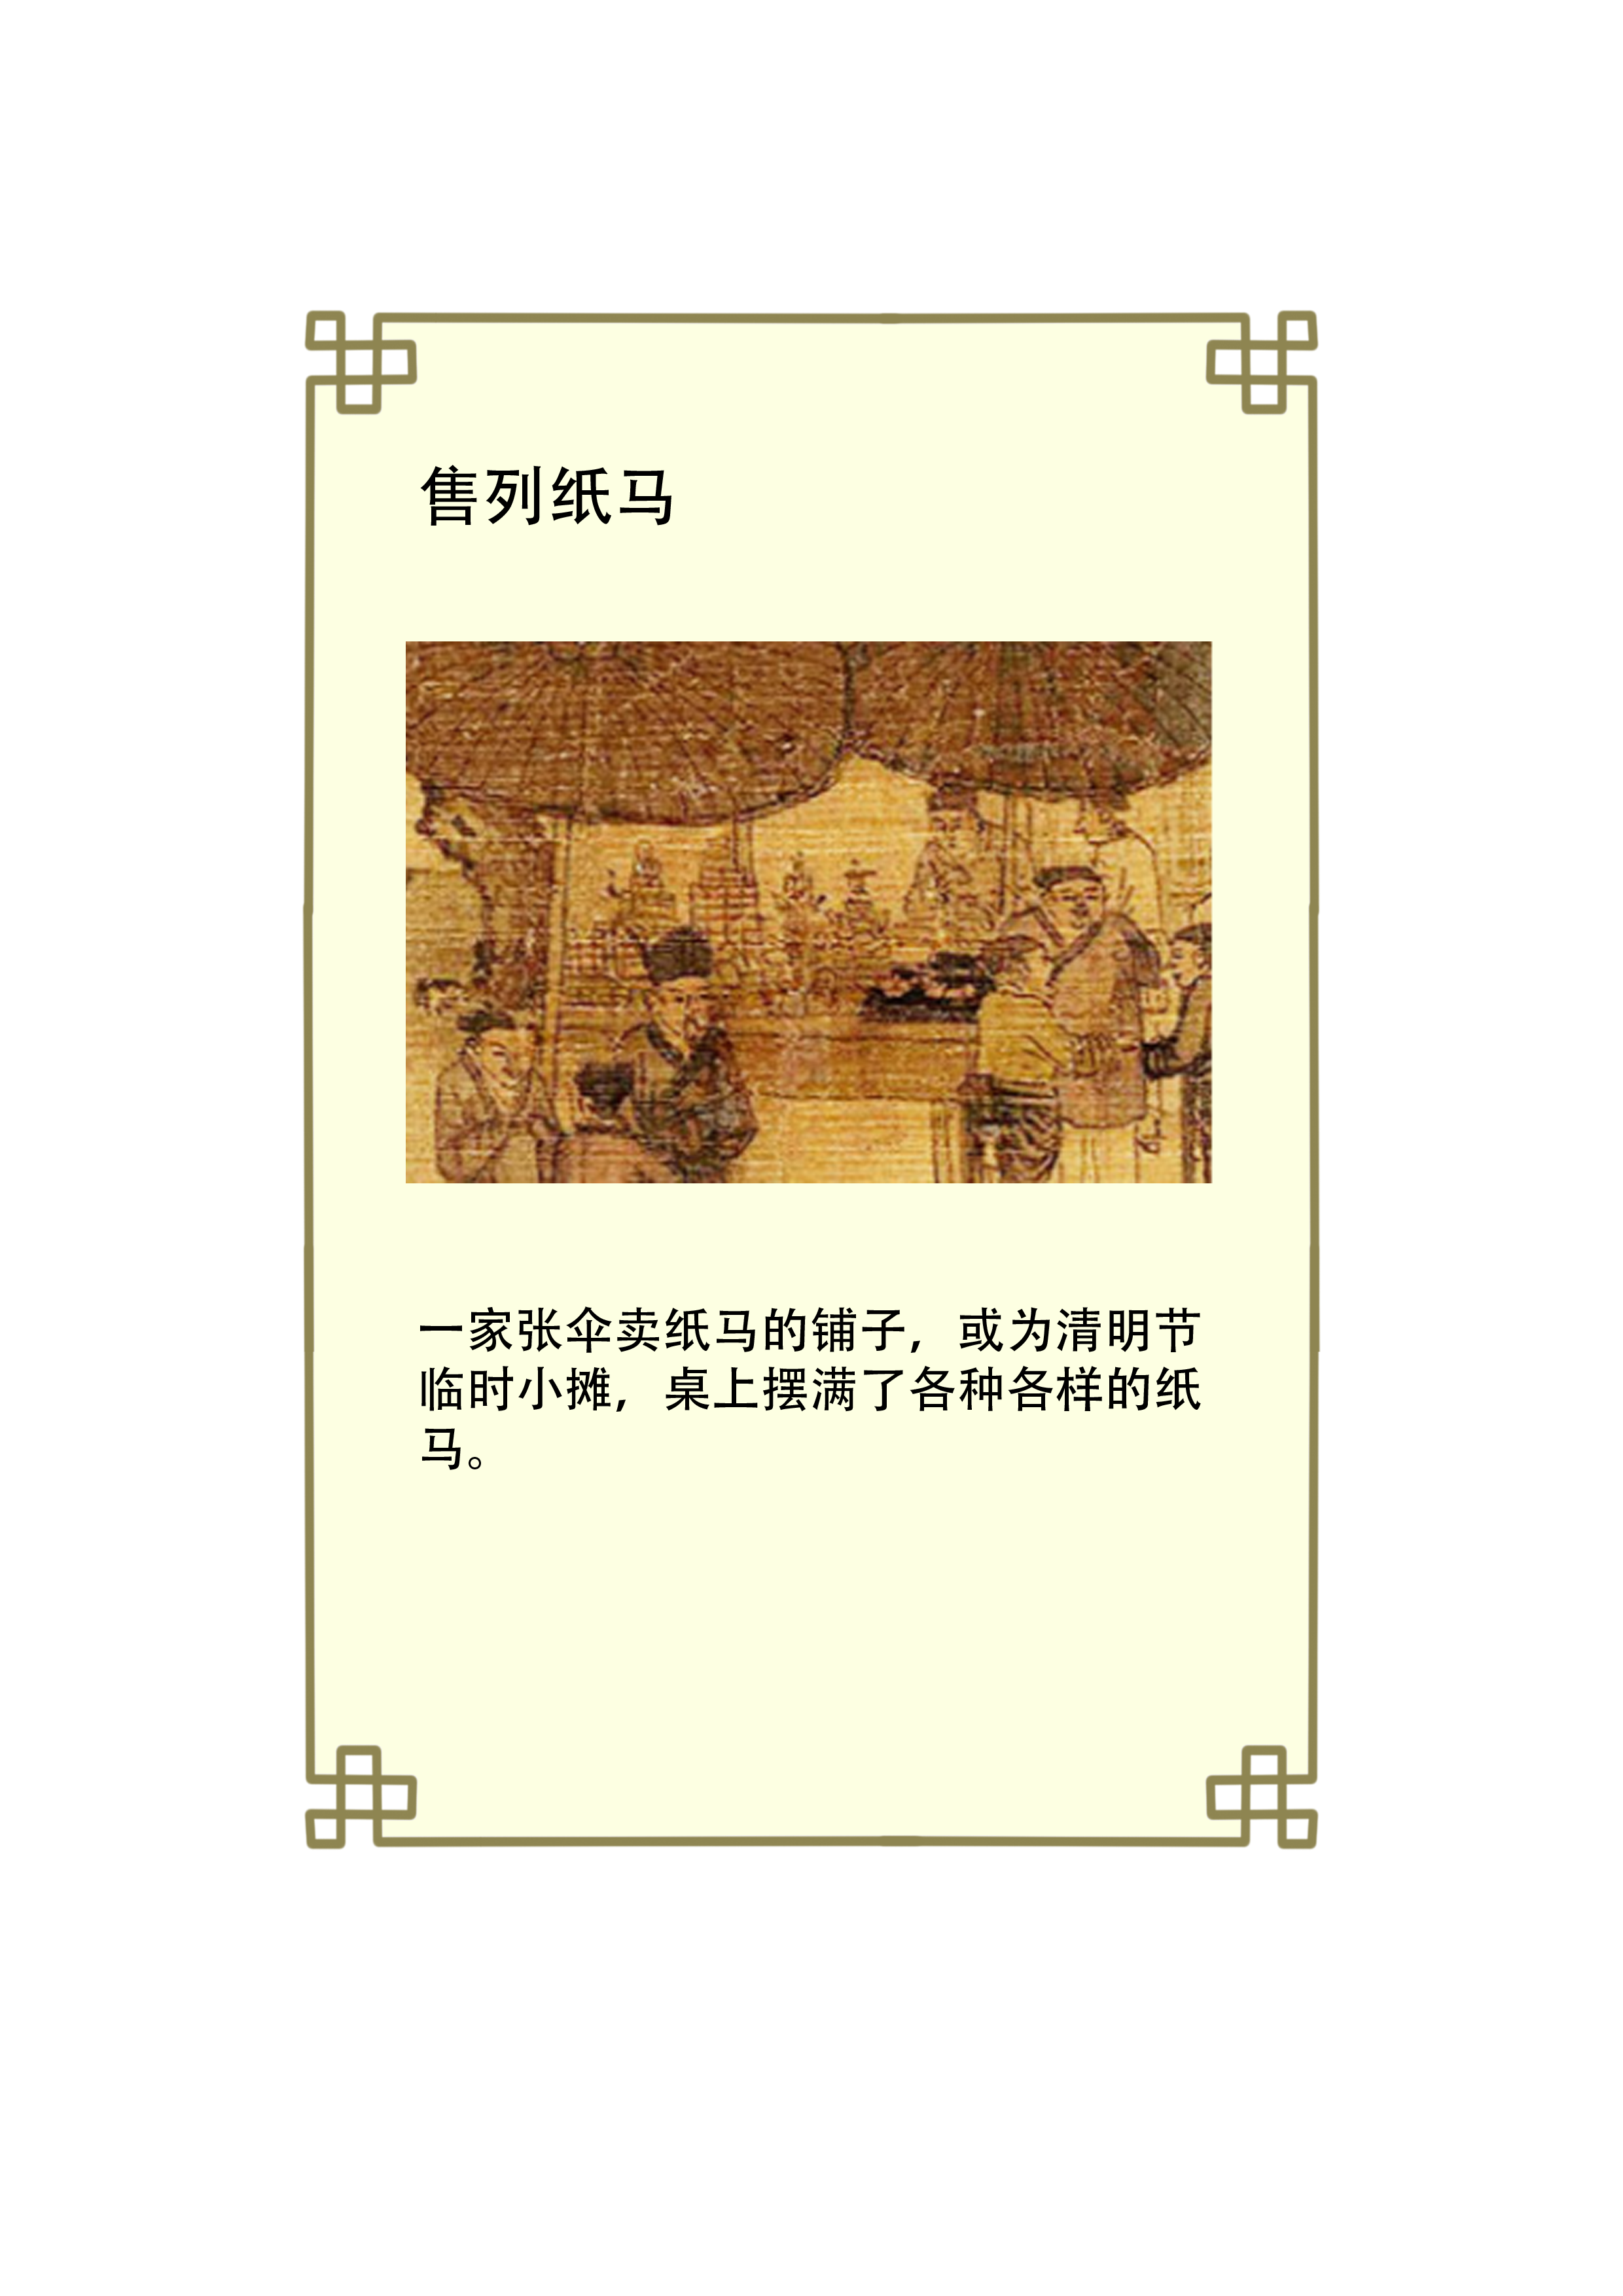 售列纸马
一家张伞卖纸马的铺子，或为清明节
临时小摊，桌上摆满了各种各样的纸
马。